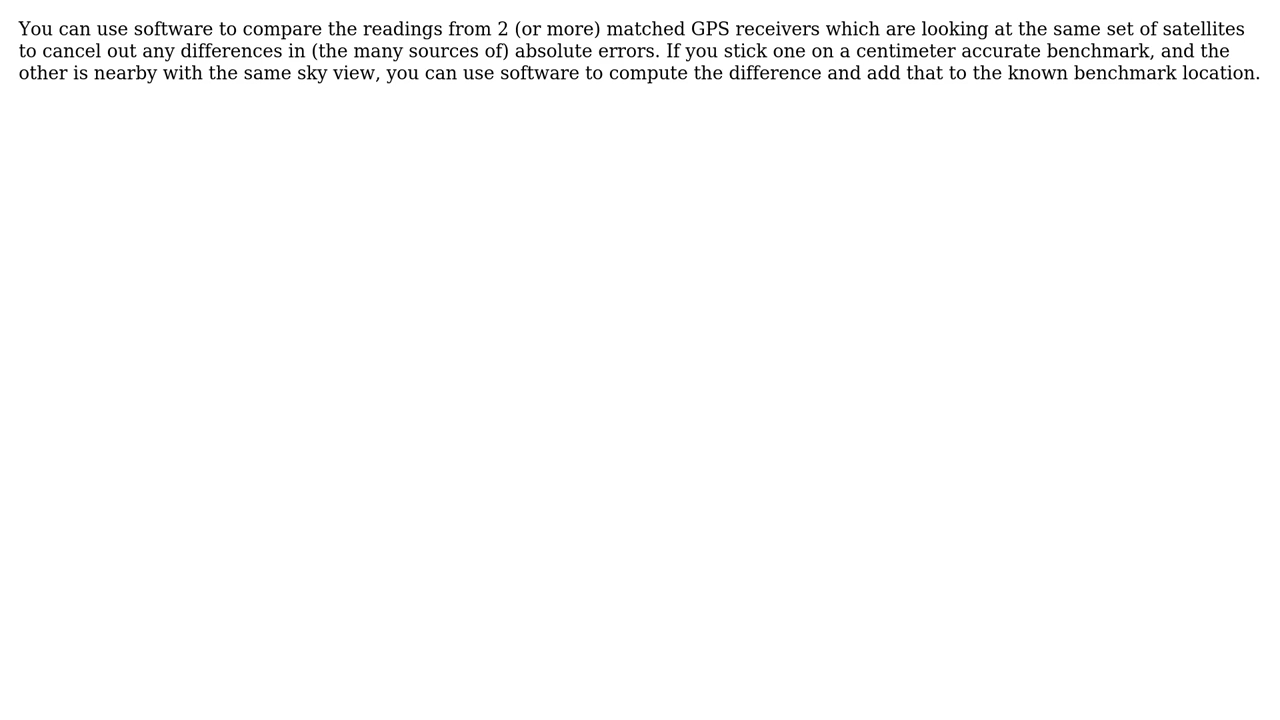 You can use software to compare the readings from 2 (or more) matched GPS receivers which are looking at the same set of satellites
to cancel out any differences in (the many sources of) absolute errors. If you stick one on a centimeter accurate benchmark, and the
other is nearby with the same sky view, you can use software to compute the difference and add that to the known benchmark location.